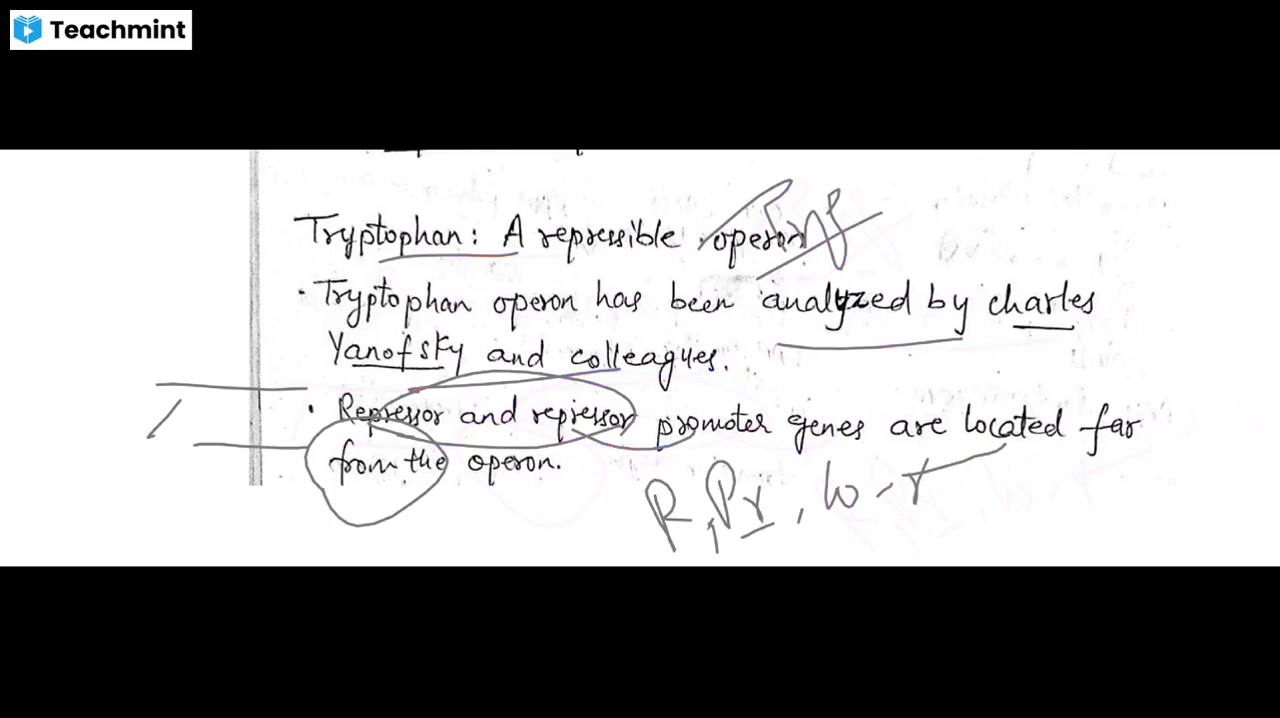 Teachmint
Tryptophan: A repressible operon
• Tryptophan operon has been analyzed by charles
Yanofsky and colleagues.
• Repressor and repressor promoter genes are located far
from the operon.
R, Pr,